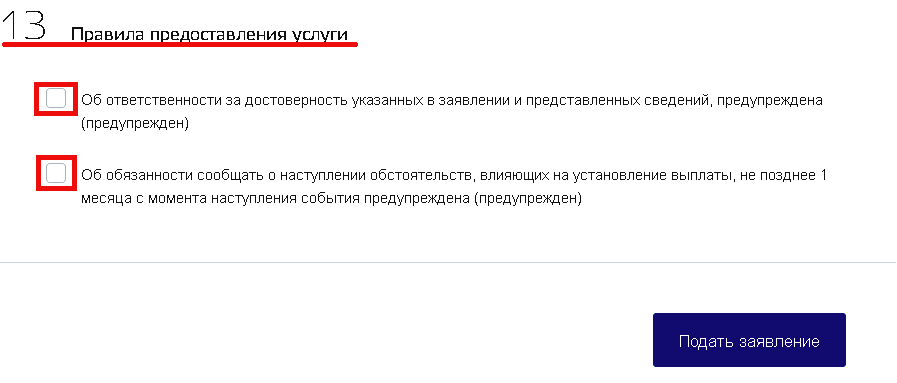 13 Правила предоставления услуги
Об ответственности за достоверность указанных в заявлении и представленных сведений, предупреждена
(предупрежден)
Об обязанности сообщать о наступлении обстоятельств, влияющих на установление выплаты, не позднее 1
месяца с момента наступления события предупреждена (предупрежден)
Подать заявление